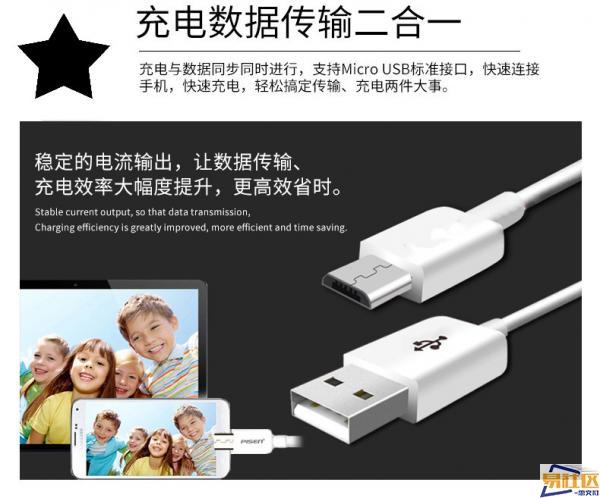 充电数据传输二合一
充电与数据同步同时进行，支持Micro USB标准接口，快速连接
手机，快速充电，轻松搞定传输、充电两件大事。
稳定的电流输出，让数据传输、
充电效率大幅度提升，更高效省时。
Stable current output, so that data transmission,
Charging efficiency is greatly improved, more efficient and time saving.
PISEN
易社区